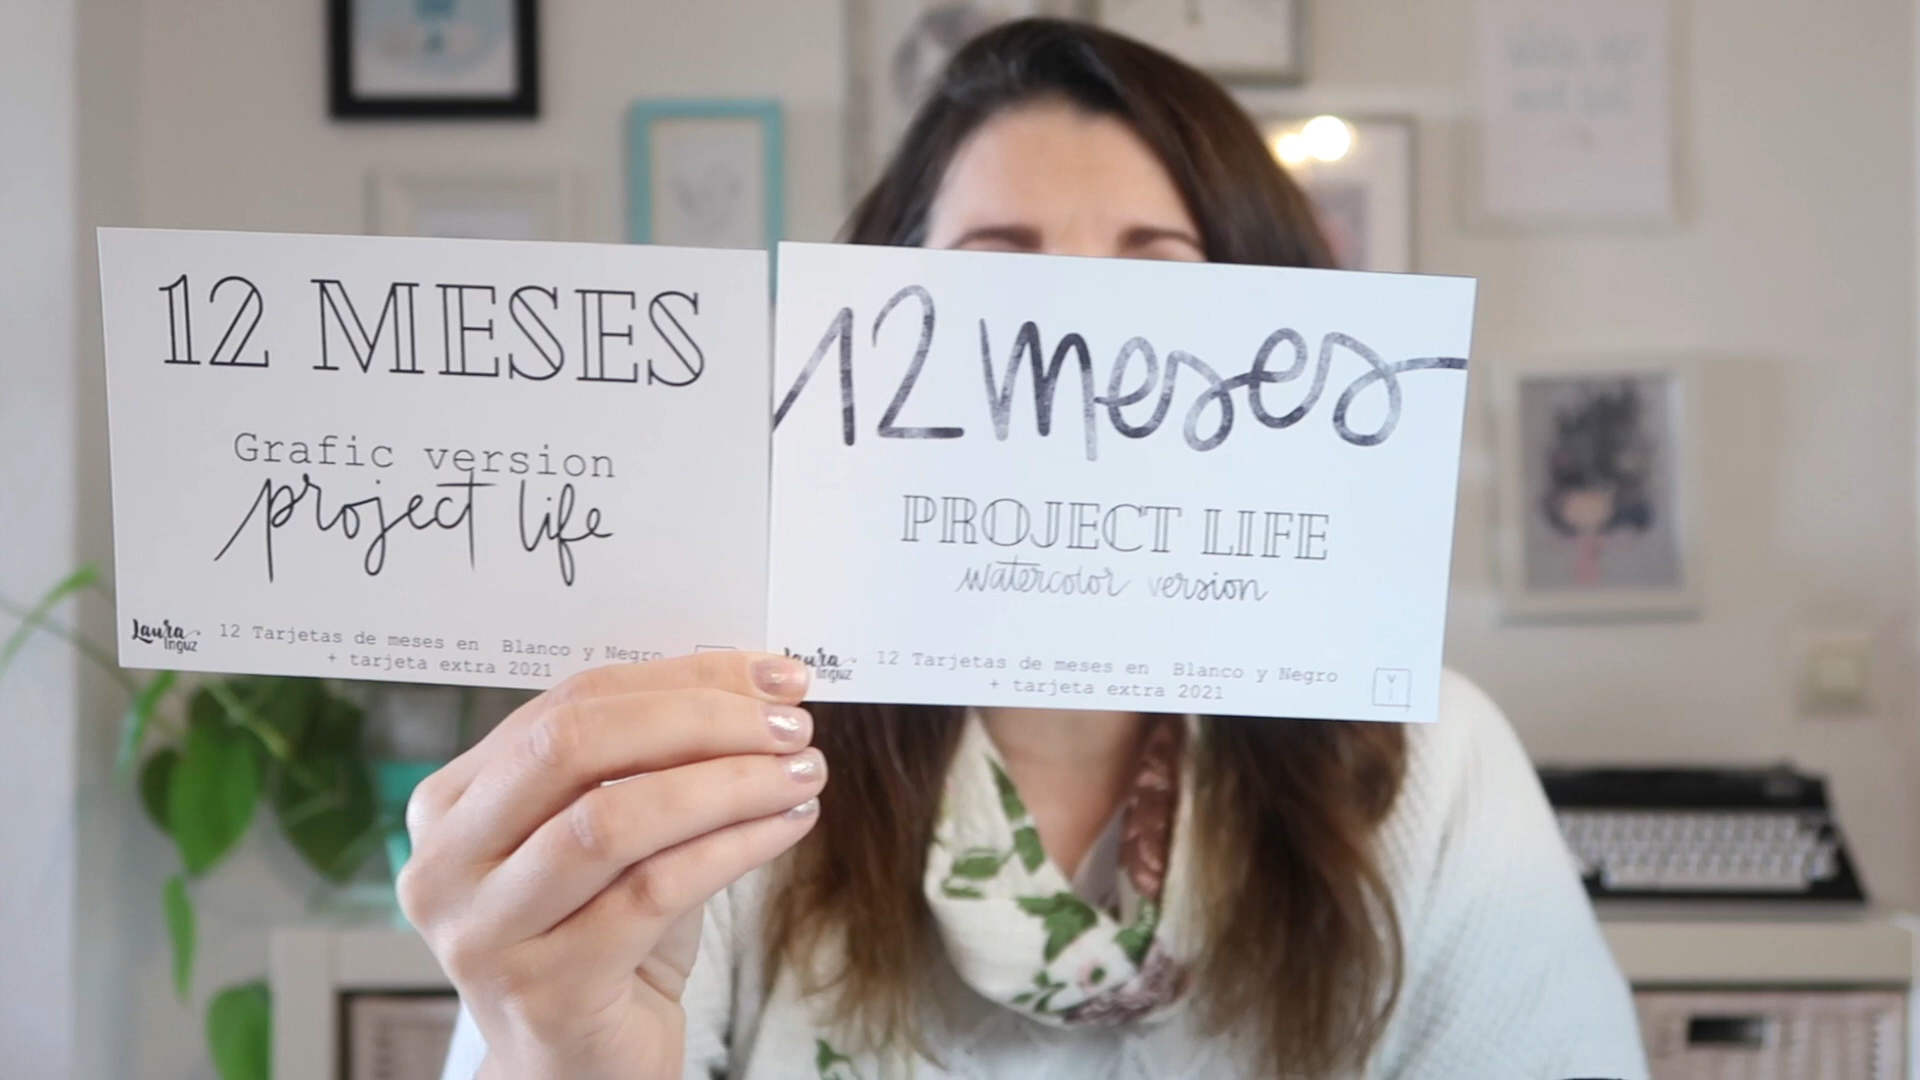 12 MESES
Grafic version
project life
Laura
Inguz
12 Tarjetas de meses en Blanco y Negro
+ tarjeta extra 2021
12 meses
PROJECT LIFE
watercolor version
Laura
Inguz
12 Tarjetas de meses en Blanco y Negro
+ tarjeta extra 2021
V